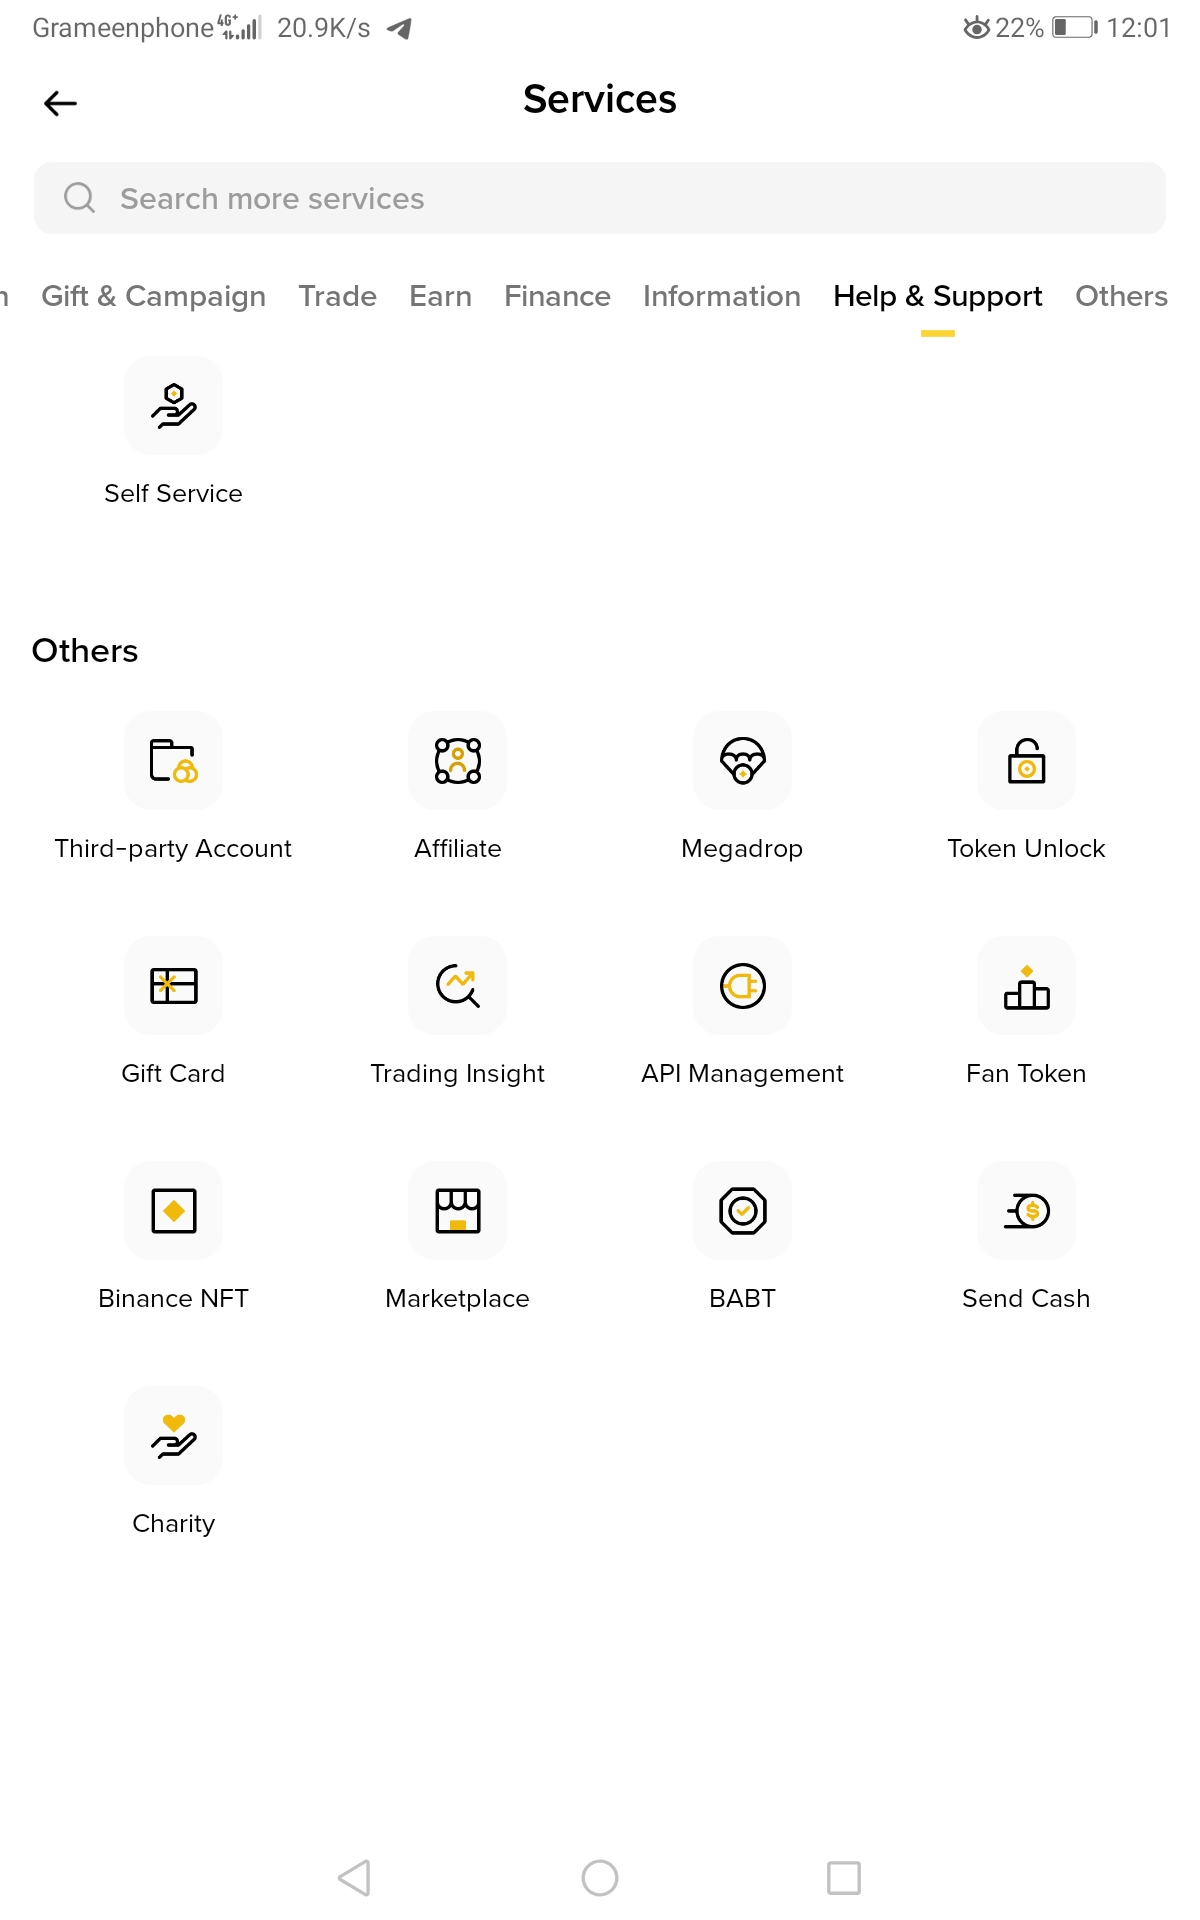 Grameenphone 4G+ 20.9K/s 22% 12:01
Services
Search more services
Gift & Campaign Trade Earn Finance Information Help & Support Others
Self Service
Others
Third-party Account Affiliate Megadrop Token Unlock
Gift Card Trading Insight API Management Fan Token
Binance NFT Marketplace BABT Send Cash
Charity